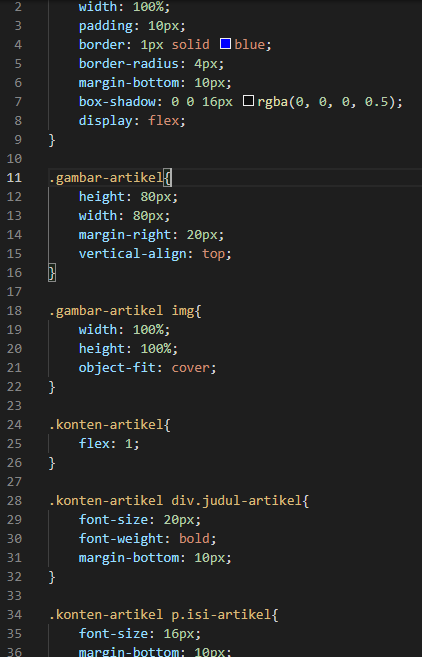 2 width: 100%;
3 padding: 10px;
4 border: 1px solid blue;
5 border-radius: 4px;
6 margin-bottom: 10px;
7 box-shadow: 0 0 16px rgba(0, 0, 0, 0.5);
8 display: flex;
9 }
10
11 .gambar-artikel{
12 height: 80px;
13 width: 80px;
14 margin-right: 20px;
15 vertical-align: top;
16 }
17
18 .gambar-artikel img{
19 width: 100%;
20 height: 100%;
21 object-fit: cover;
22 }
23
24 .konten-artikel{
25 flex: 1;
26 }
27
28 .konten-artikel div.judul-artikel{
29 font-size: 20px;
30 font-weight: bold;
31 margin-bottom: 10px;
32 }
33
34 .konten-artikel p.isi-artikel{
35 font-size: 16px;
36 margin-bottom: 10px;